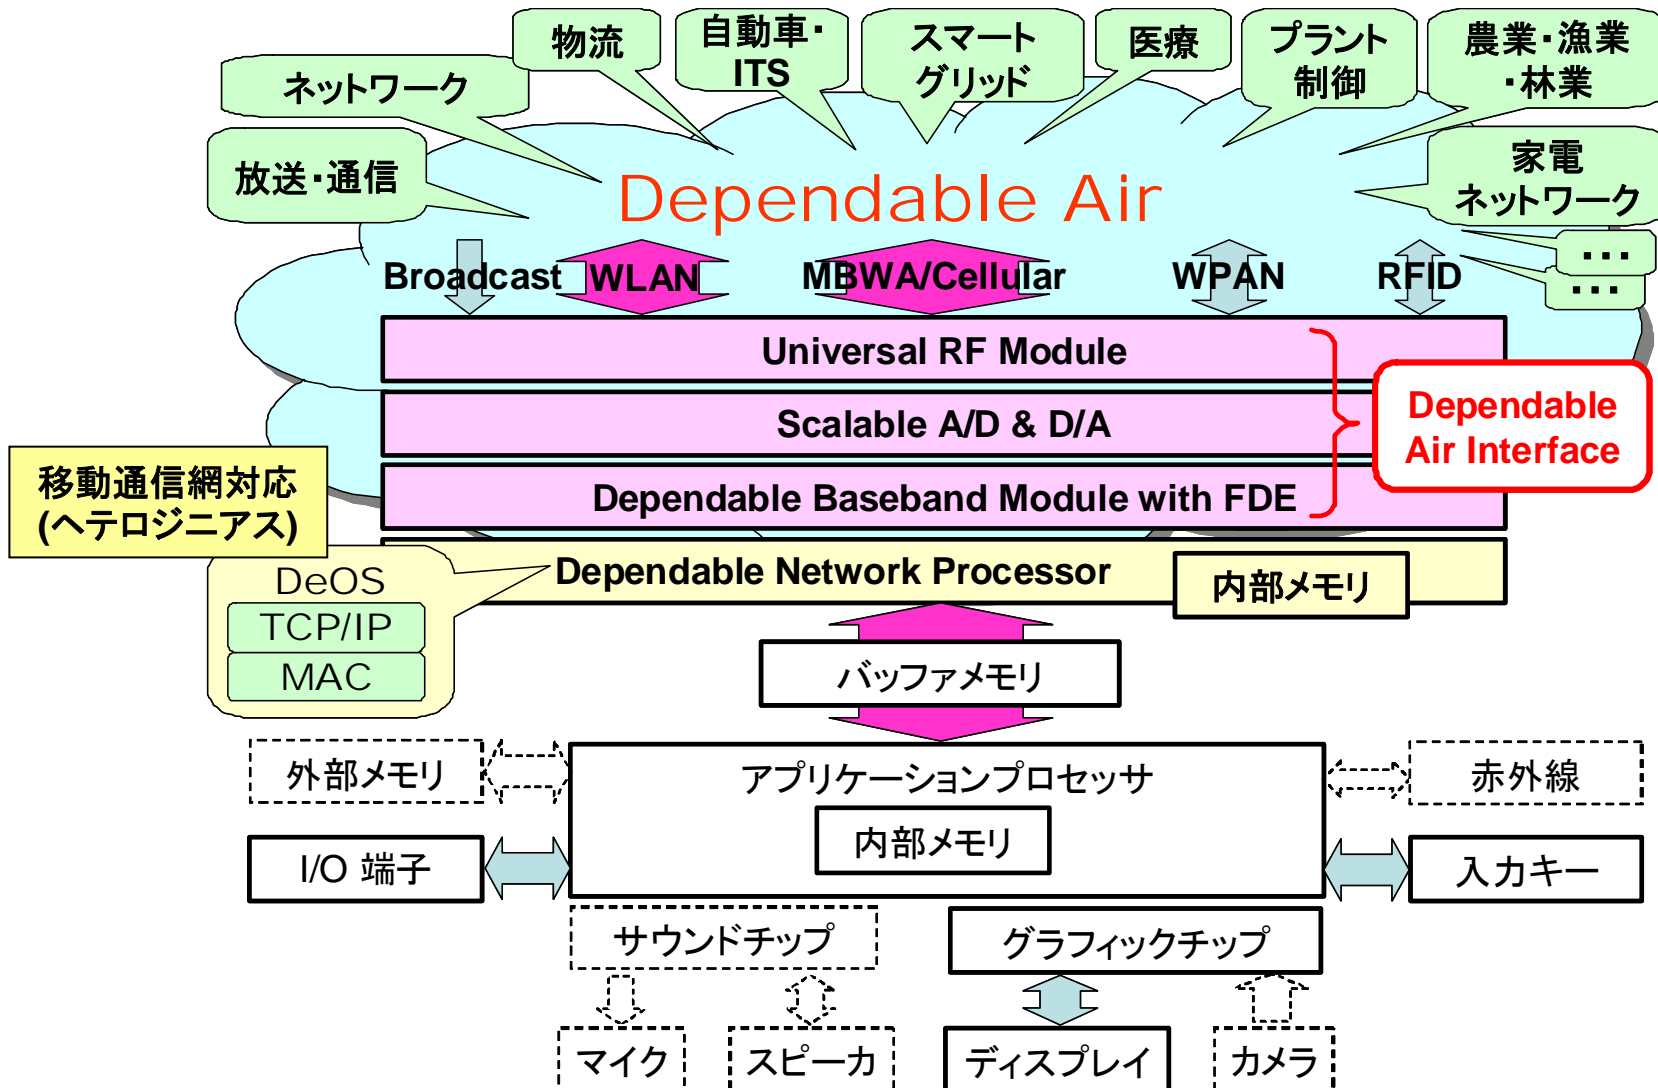 物流
自動車・
ITS
スマート
グリッド
医療
プラント
制御
農業・漁業
・林業
ネットワーク
放送・通信
家電
ネットワーク
Dependable Air
・・・
・・・
Broadcast
WLAN
MBWA/Cellular
WPAN
RFID
Universal RF Module
Scalable A/D & D/A
Dependable Baseband Module with FDE
Dependable
Air Interface
移動通信網対応
(ヘテロジニアス)
Dependable Network Processor
内部メモリ
DeOS
TCP/IP
MAC
バッファメモリ
外部メモリ
アプリケーションプロセッサ
内部メモリ
赤外線
I/O 端子
入力キー
サウンドチップ
グラフィックチップ
マイク
スピーカ
ディスプレイ
カメラ